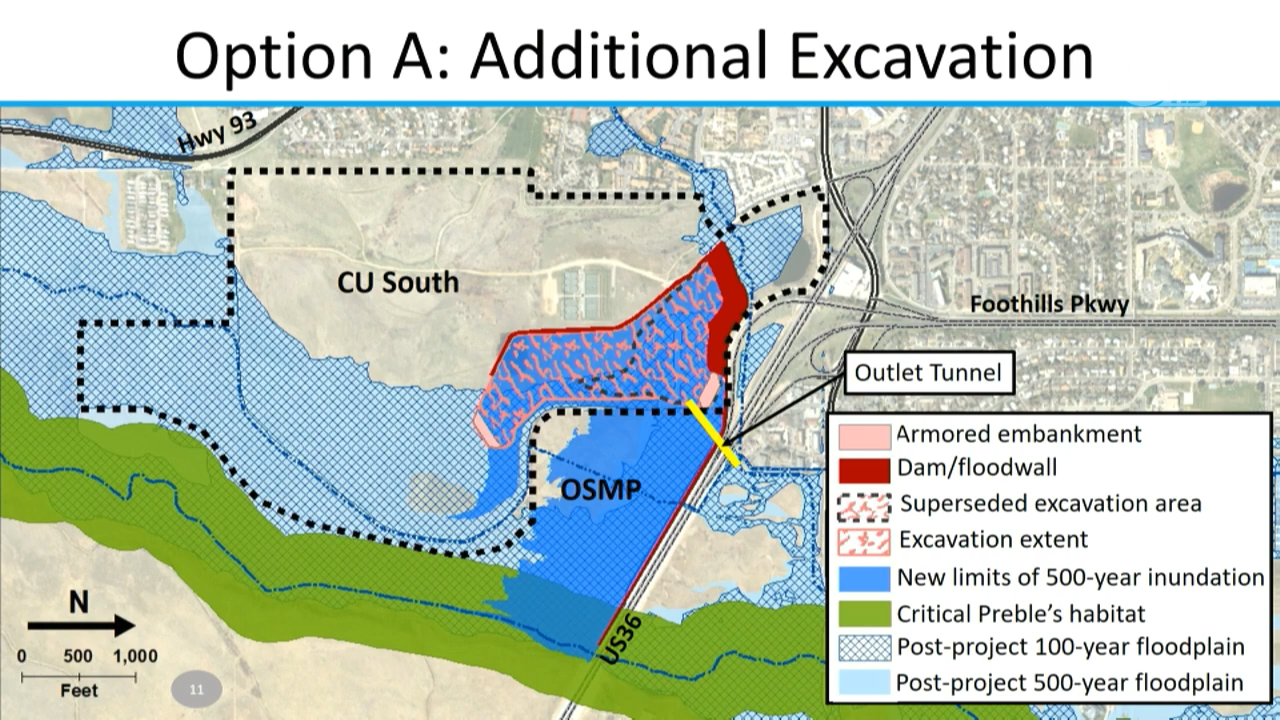 Option A: Additional Excavation
Hwy 93
CU South
Foothills Pkwy
Outlet Tunnel
OSMP
US36
Armored embankment
Dam/floodwall
Superseded excavation area
Excavation extent
New limits of 500-year inundation
Critical Preble's habitat
Post-project 100-year floodplain
Post-project 500-year floodplain
N
0 500 1,000
Feet
11